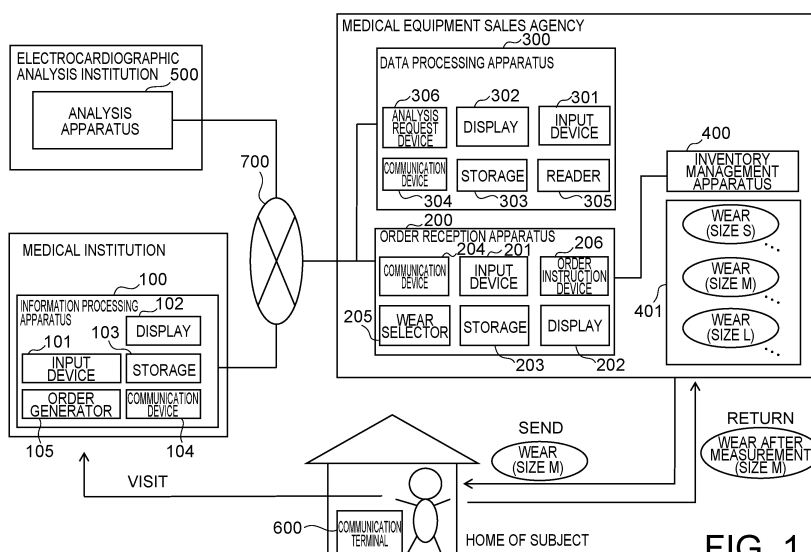 MEDICAL EQUIPMENT SALES AGENCY
ELECTROCARDIOGRAPHIC
ANALYSIS INSTITUTION
500
ANALYSIS
APPARATUS
300
DATA PROCESSING APPARATUS
306
302
301
ANALYSIS
REQUEST
DEVICE
DISPLAY
INPUT
DEVICE
COMMUNICATION
DEVICE
STORAGE
READER
304
303
305
400
INVENTORY
MANAGEMENT
APPARATUS
700
200
ORDER RECEPTION APPARATUS
204
201
206
COMMUNICATION
DEVICE
INPUT
DEVICE
ORDER
INSTRUCTION
DEVICE
205
WEAR
SELECTOR
STORAGE
DISPLAY
203
202
WEAR
(SIZE S)
WEAR
(SIZE M)
401
WEAR
(SIZE L)
MEDICAL INSTITUTION
100
INFORMATION PROCESSING
APPARATUS
102
DISPLAY
103
101
INPUT
DEVICE
STORAGE
ORDER
GENERATOR
COMMUNICATION
DEVICE
105
104
VISIT
SEND
WEAR
(SIZE M)
RETURN
WEAR AFTER
MEASUREMENT
(SIZE M)
600
COMMUNICATION
TERMINAL
HOME OF SUBJECT
FIG. 1